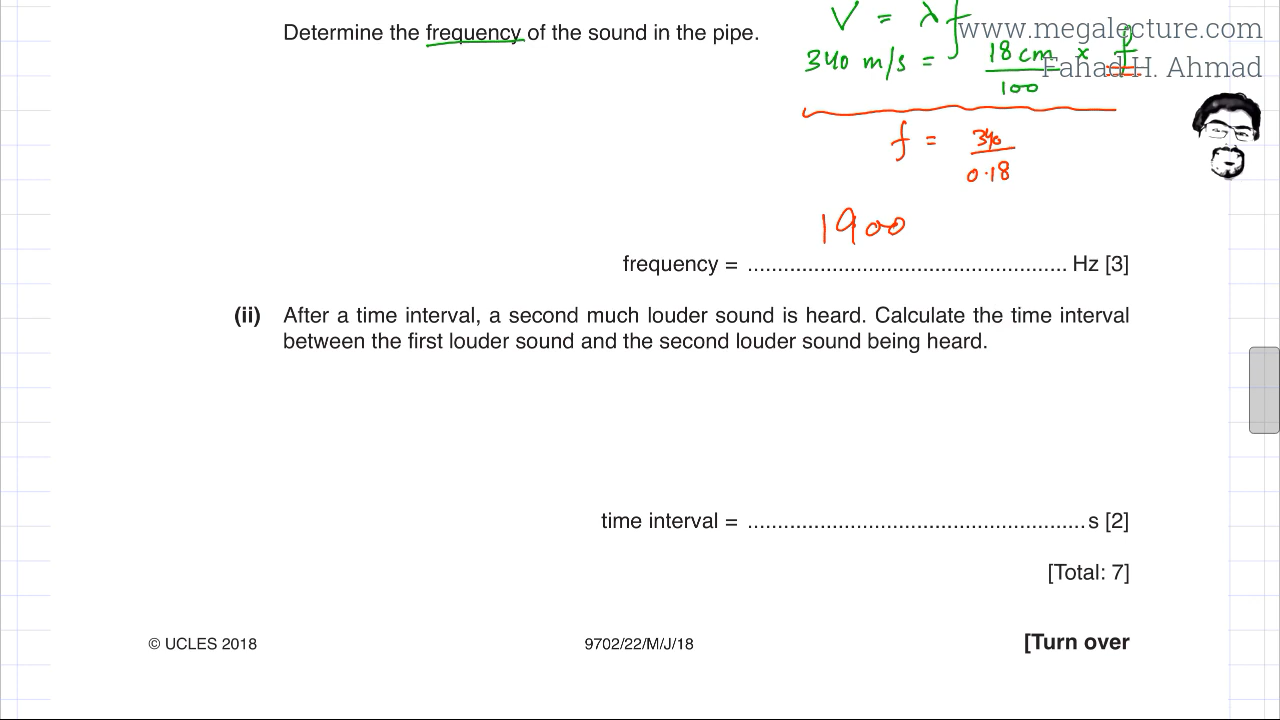 V = λf
www.megalecture.com
Determine the frequency of the sound in the pipe.
340 m/s = 18 cm / 100 × f
Fahad H. Ahmad
f = 340 / 0.18
1900
frequency = ..................................................... Hz [3]
(ii) After a time interval, a second much louder sound is heard. Calculate the time interval
between the first louder sound and the second louder sound being heard.
time interval = ........................................................ s [2]
[Total: 7]
© UCLES 2018
9702/22/M/J/18
[Turn over